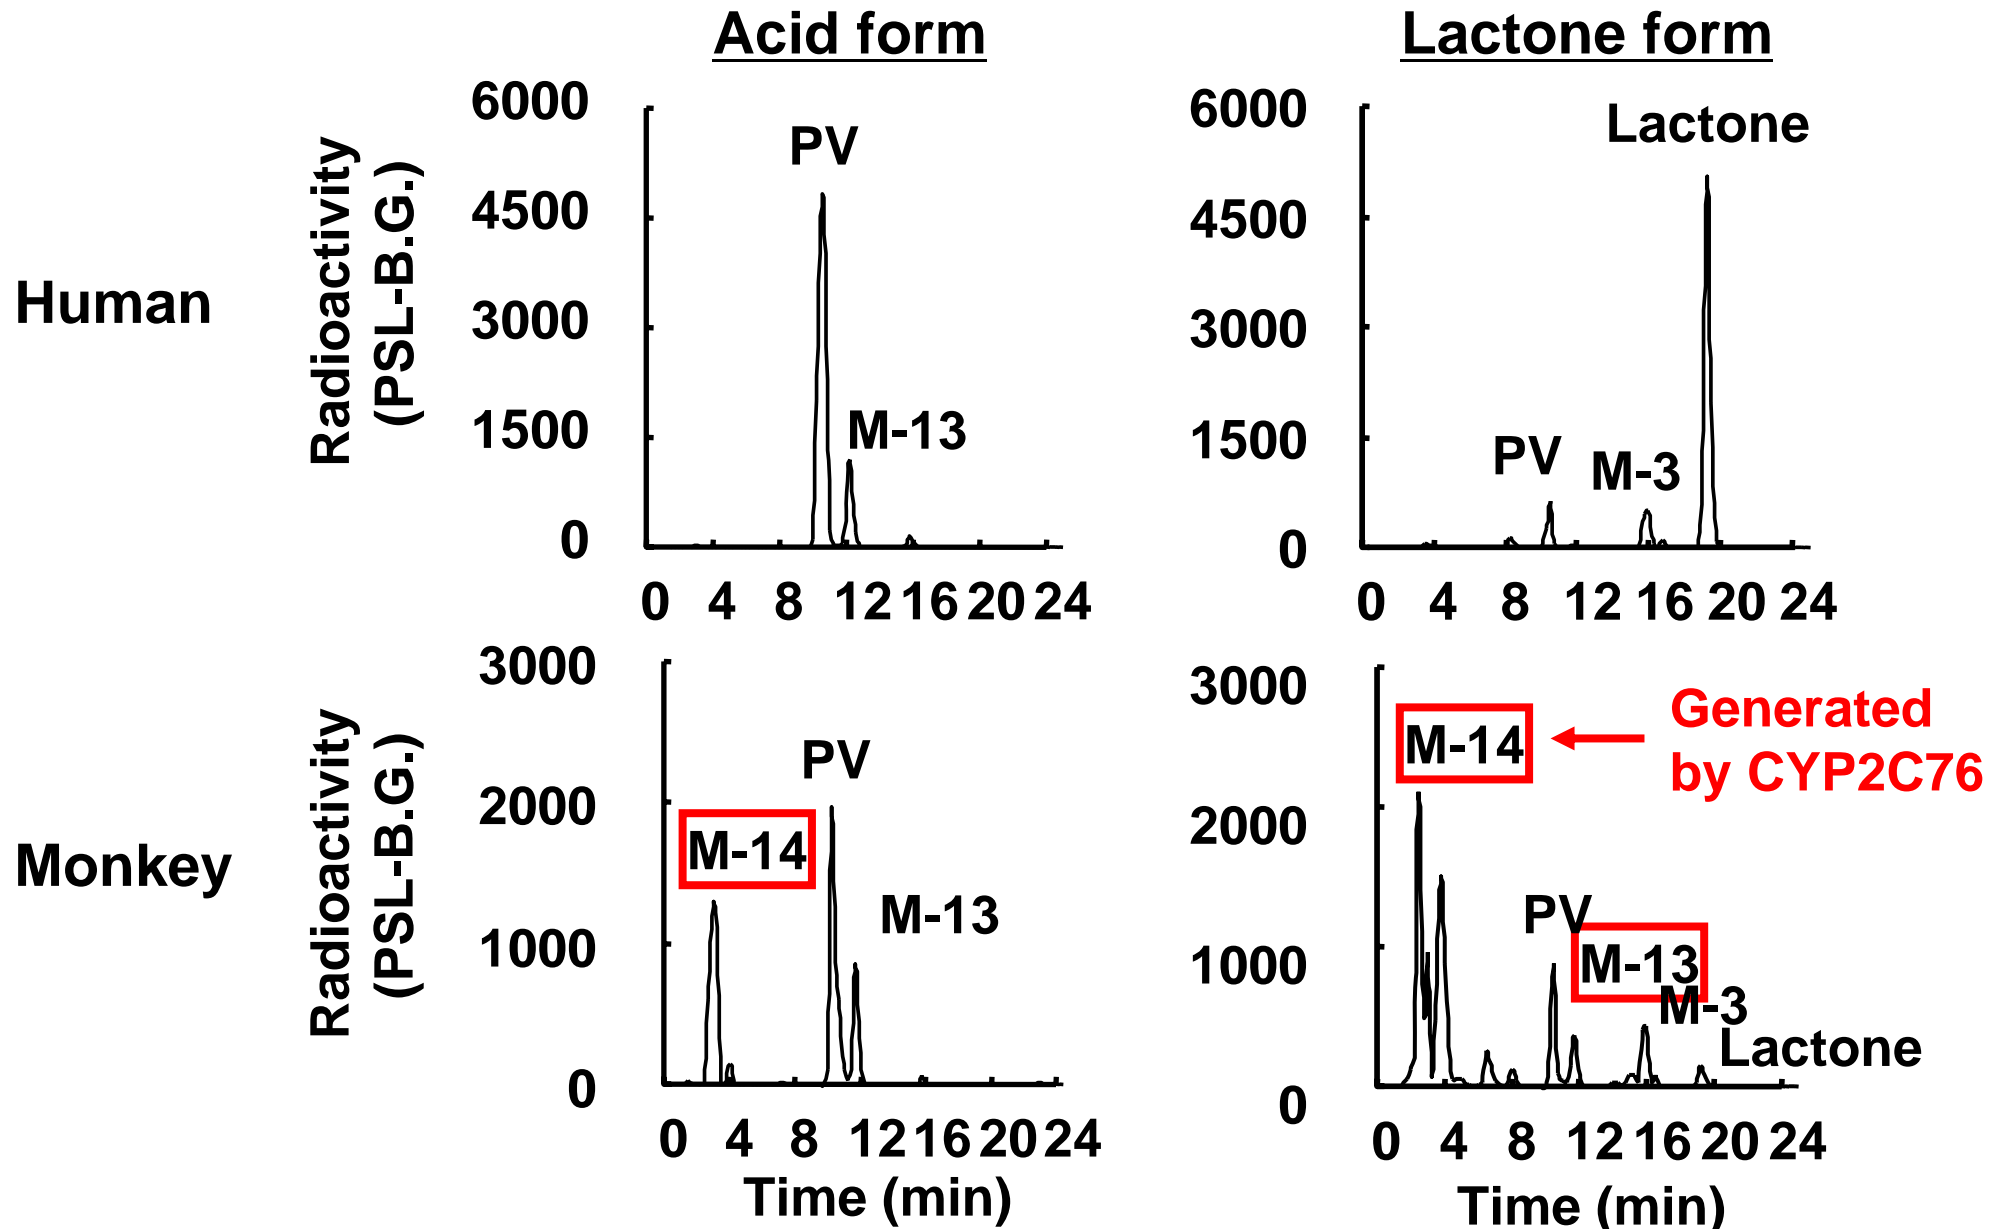 Acid form
Lactone form
Human
Radioactivity
(PSL-B.G.)
6000
4500
3000
1500
0
PV
M-13
0 4 8 12 16 20 24
6000
4500
3000
1500
0
PV
M-3
Lactone
0 4 8 12 16 20 24
Monkey
Radioactivity
(PSL-B.G.)
3000
2000
1000
0
M-14
PV
M-13
0 4 8 12 16 20 24
Time (min)
3000
2000
1000
0
M-14
Generated
by CYP2C76
PV
M-13
M-3
Lactone
0 4 8 12 16 20 24
Time (min)